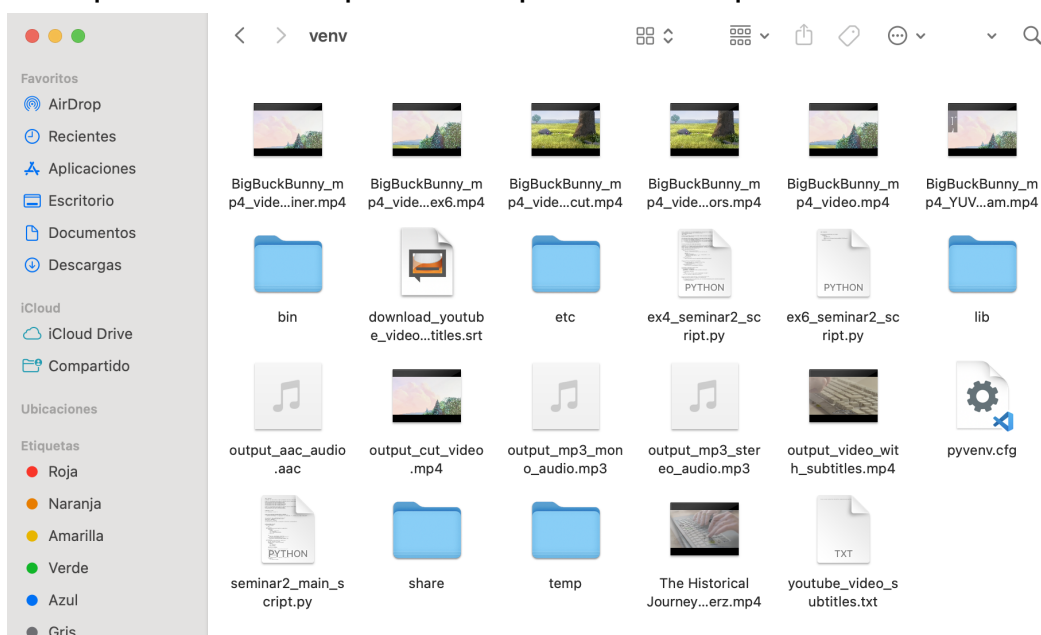 venv
Favoritos
AirDrop
Recientes
Aplicaciones
Escritorio
Documentos
Descargas
iCloud
iCloud Drive
Compartido
Ubicaciones
Etiquetas
Roja
Naranja
Amarilla
Verde
Azul
Gris
BigBuckBunny_m
p4_vide...iner.mp4
BigBuckBunny_m
p4_vide...ex6.mp4
BigBuckBunny_m
p4_vide...cut.mp4
BigBuckBunny_m
p4_vide...ors.mp4
BigBuckBunny_m
p4_video.mp4
BigBuckBunny_m
p4_YUV...am.mp4
bin
download_youtub
e_video...titles.srt
etc
PYTHON
ex4_seminar2_sc
ript.py
PYTHON
ex6_seminar2_sc
ript.py
lib
output_aac_audio
.aac
output_cut_video
.mp4
output_mp3_mon
o_audio.mp3
output_mp3_ster
eo_audio.mp3
output_video_wit
h_subtitles.mp4
pyvenv.cfg
PYTHON
seminar2_main_s
cript.py
share
temp
The Historical
Journey...erz.mp4
TXT
youtube_video_s
ubtitles.txt